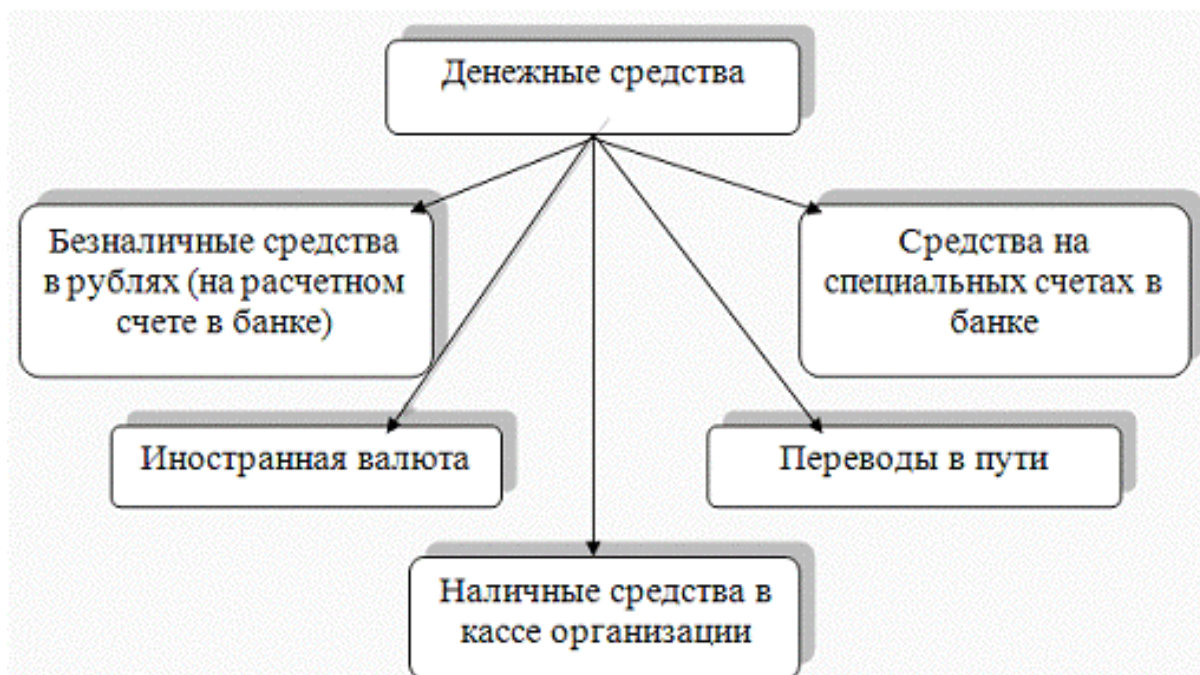 Денежные средства
Безналичные средства
в рублях (на расчетном
счете в банке)
Средства на
специальных счетах в
банке
Иностранная валюта
Переводы в пути
Наличные средства в
кассе организации